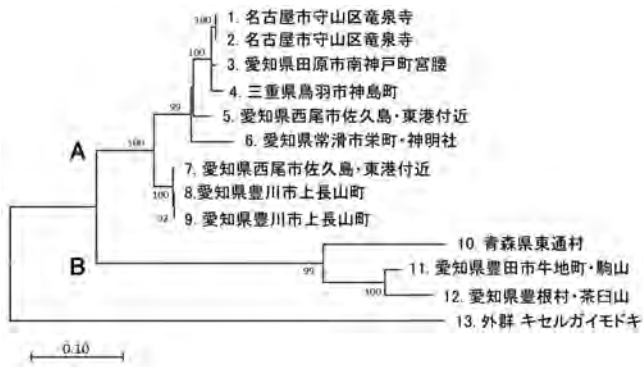 100 1. 名古屋市守山区竜泉寺
2. 名古屋市守山区竜泉寺
100 3. 愛知県田原市南神戸町宮腰
4. 三重県鳥羽市神島町
99 5. 愛知県西尾市佐久島・東港付近
6. 愛知県常滑市栄町・神明社
A 100
7. 愛知県西尾市佐久島・東港付近
100 8. 愛知県豊川市上長山町
92 9. 愛知県豊川市上長山町
10. 青森県東通村
B 99 11. 愛知県豊田市牛地町・駒山
100 12. 愛知県豊根村・茶臼山
13. 外群 キセルガイモドキ
0.10